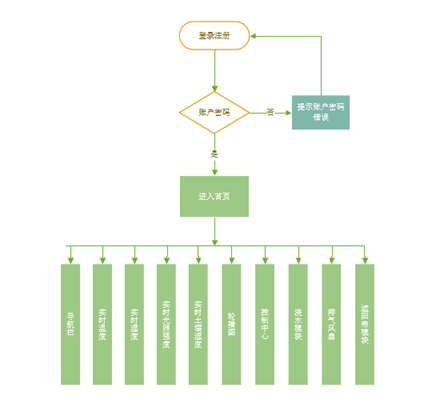 登录注册
账户密码
否
提示账户密码
错误
是
进入首页
导航栏
实时温度
实时湿度
实时光照强度
实时土壤湿度
轮播图
控制中心
浇水模块
排气风扇
遮阳帘模块